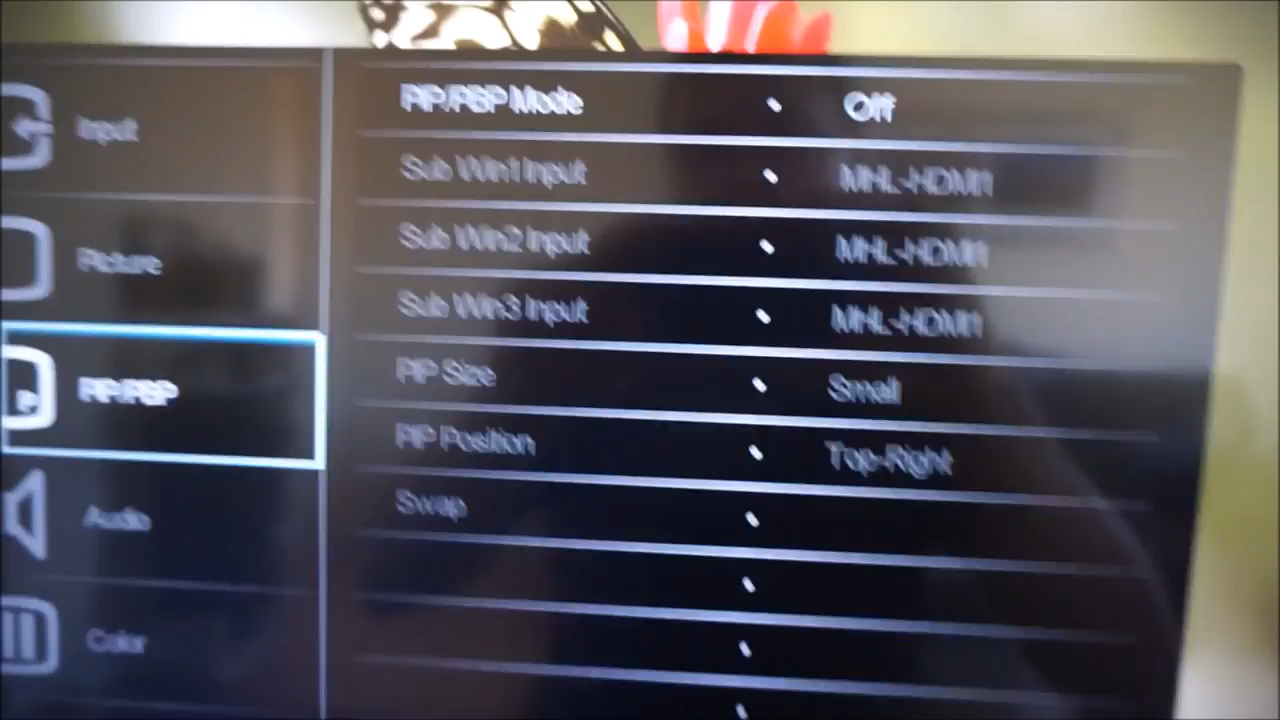 Input
Picture
PIP/PBP
Audio
Color
PIP/PBP Mode Off
Sub Win1 Input MHL-HDMI1
Sub Win2 Input MHL-HDMI1
Sub Win3 Input MHL-HDMI1
PIP Size Small
PIP Position Top-Right
Swap